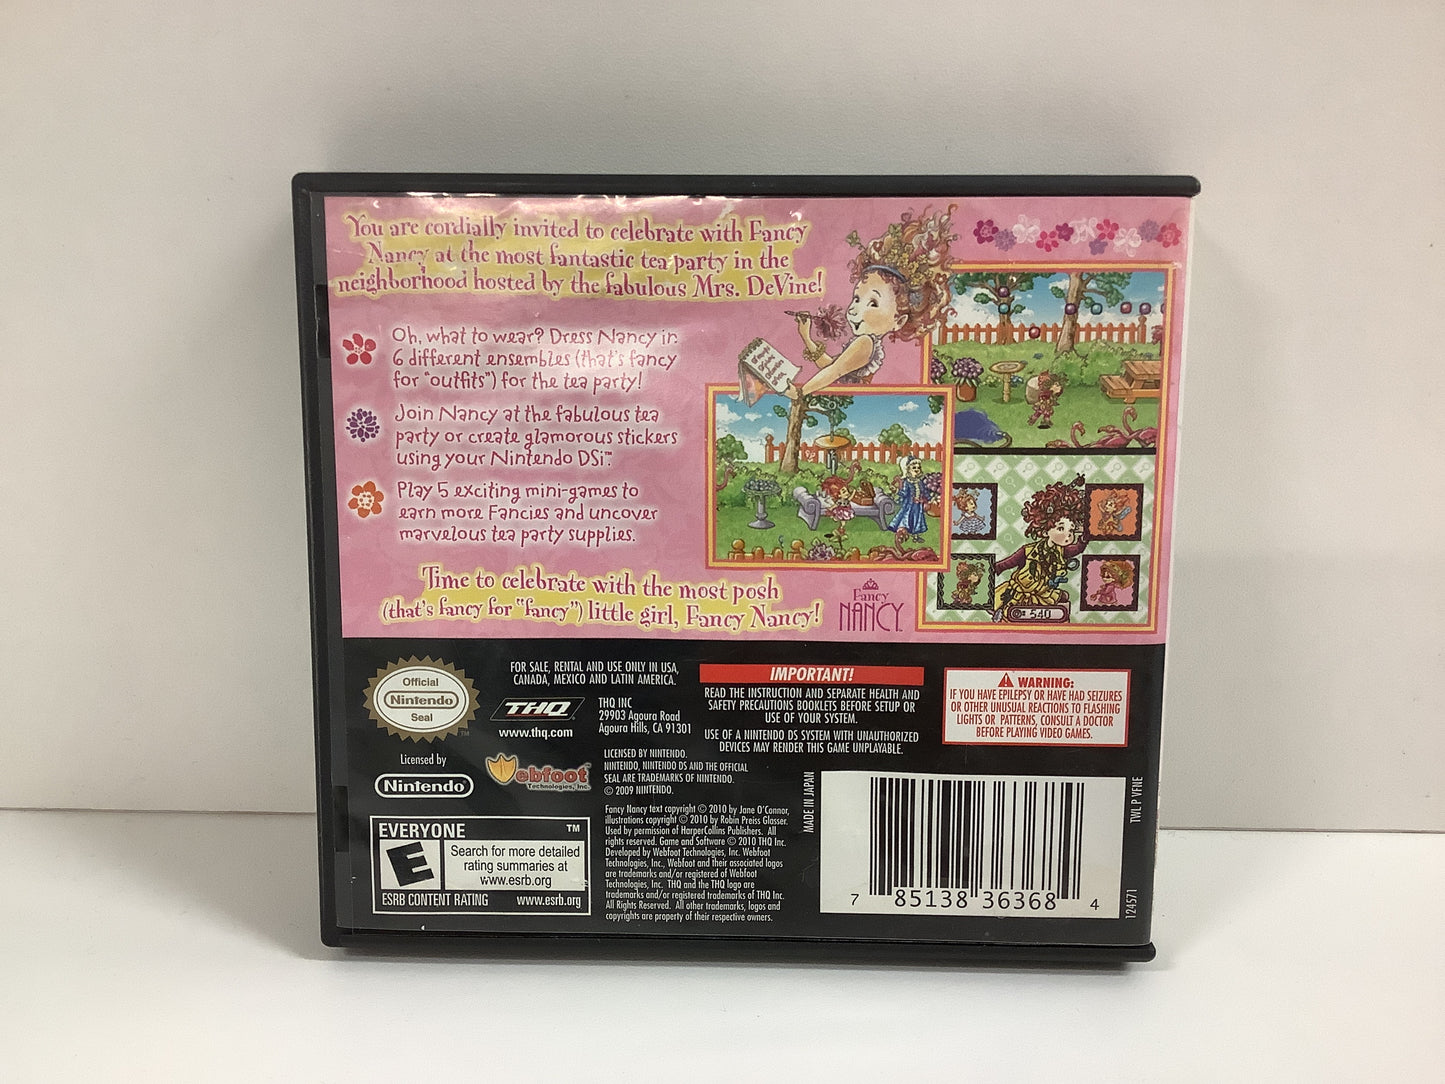 You are cordially invited to celebrate with Fancy
Nancy at the most fantastic tea party in the
neighborhood hosted by the fabulous Mrs. DeVine!
Oh, what to wear? Dress Nancy in
6 different ensembles (that's fancy
for "outfits") for the tea party!
Join Nancy at the fabulous tea
party or create glamorous stickers
using your Nintendo DSi™.
Play 5 exciting mini-games to
earn more Fancies and uncover
marvelous tea party supplies.
Time to celebrate with the most posh
(that's fancy for "fancy") little girl, Fancy Nancy!
Fancy
NANCY
540
Official
Nintendo
Seal
TM
Licensed by
Nintendo
FOR SALE, RENTAL AND USE ONLY IN USA,
CANADA, MEXICO AND LATIN AMERICA.
THQ
www.thq.com
THQ INC
29903 Agoura Road
Agoura Hills, CA 91301
Webfoot
Technologies, Inc.
LICENSED BY NINTENDO.
NINTENDO, NINTENDO DS AND THE OFFICIAL
SEAL ARE TRADEMARKS OF NINTENDO.
© 2009 NINTENDO.
Fancy Nancy text copyright © 2010 by Jane O'Connor,
illustrations copyright © 2010 by Robin Preiss Glasser.
Used by permission of HarperCollins Publishers. All
rights reserved. Game and Software © 2010 THQ Inc.
Developed by Webfoot Technologies, Inc. Webfoot
Technologies, Inc., Webfoot and their associated logos
are trademarks and/or registered of Webfoot
Technologies, Inc. THQ and the THQ logo are
trademarks and/or registered trademarks of THQ Inc.
All Rights Reserved. All other trademarks, logos and
copyrights are property of their respective owners.
IMPORTANT!
READ THE INSTRUCTION AND SEPARATE HEALTH AND
SAFETY PRECAUTIONS BOOKLETS BEFORE SETUP OR
USE OF YOUR SYSTEM.
USE OF A NINTENDO DS SYSTEM WITH UNAUTHORIZED
DEVICES MAY RENDER THIS GAME UNPLAYABLE.
WARNING:
IF YOU HAVE EPILEPSY OR HAVE HAD SEIZURES
OR OTHER UNUSUAL REACTIONS TO FLASHING
LIGHTS OR PATTERNS, CONSULT A DOCTOR
BEFORE PLAYING VIDEO GAMES.
EVERYONE TM
E
Search for more detailed
rating summaries at
www.esrb.org
ESRB CONTENT RATING www.esrb.org
MADE IN JAPAN
7 85138 36368 4
TWL P VFNE
124571